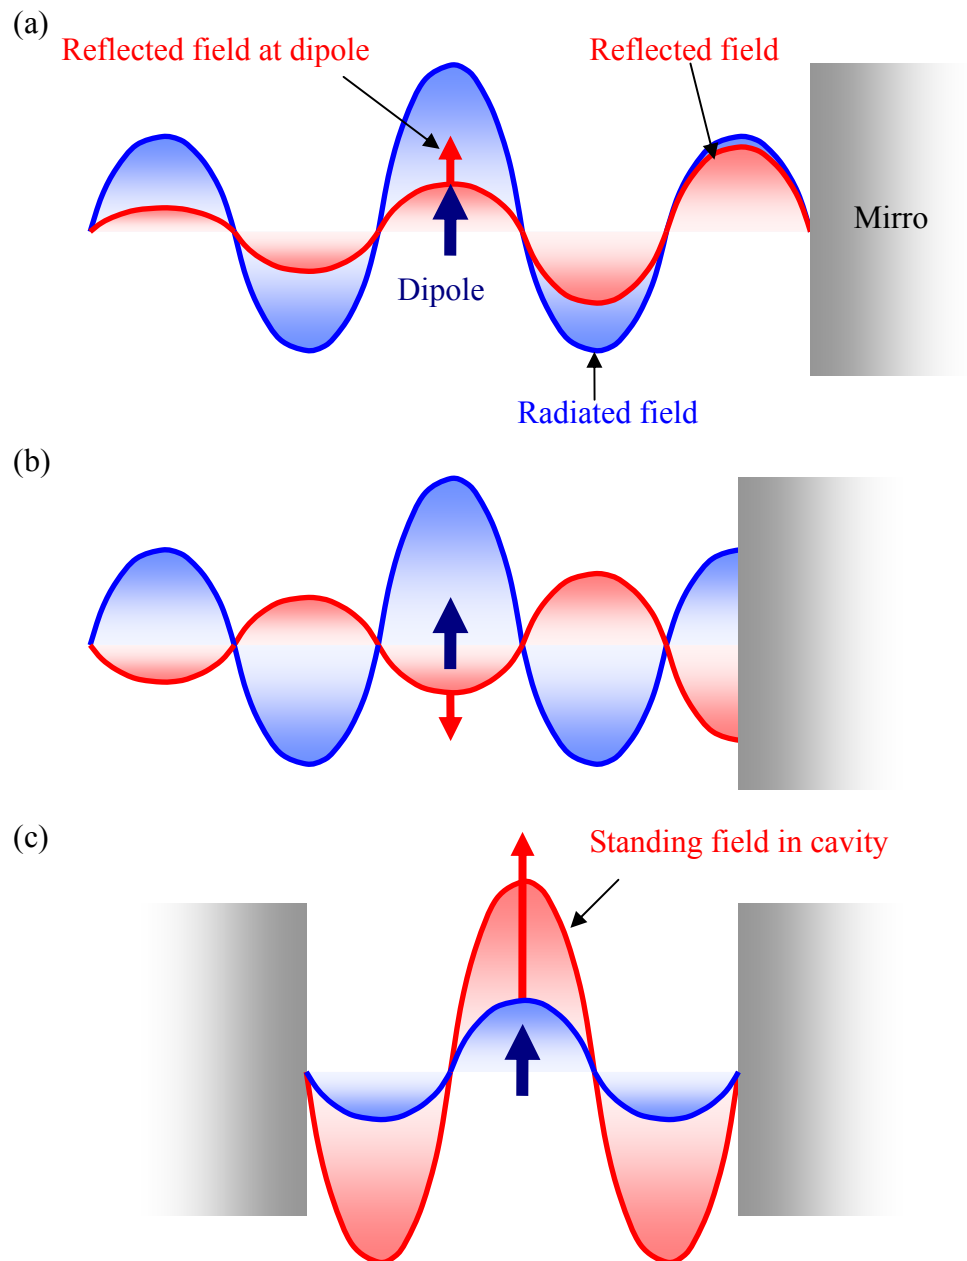 (a)
Reflected field at dipole
Reflected field
Mirro
Dipole
Radiated field
(b)
(c)
Standing field in cavity